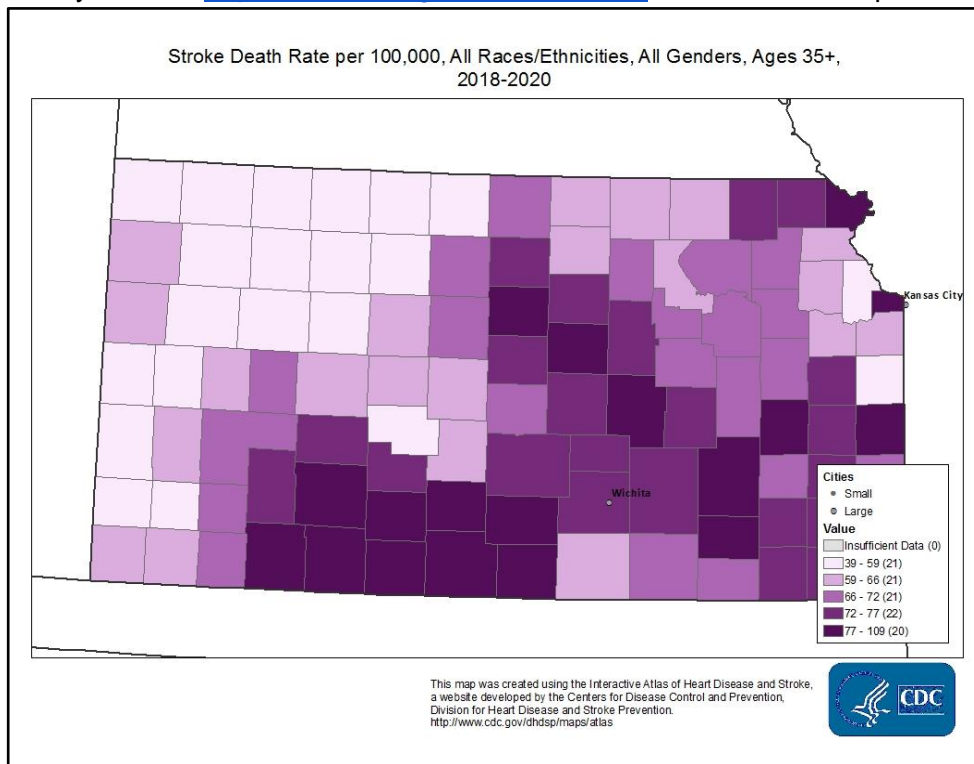 Stroke Death Rate per 100,000, All Races/Ethnicities, All Genders, Ages 35+,
2018-2020
Kansas City
Wichita
Cities
Small
Large
Value
Insufficient Data (0)
39 - 59 (21)
59 - 66 (21)
66 - 72 (21)
72 - 77 (22)
77 - 109 (20)
This map was created using the Interactive Atlas of Heart Disease and Stroke,
a website developed by the Centers for Disease Control and Prevention,
Division for Heart Disease and Stroke Prevention.
http://www.cdc.gov/dhdsp/maps/atlas
CDC